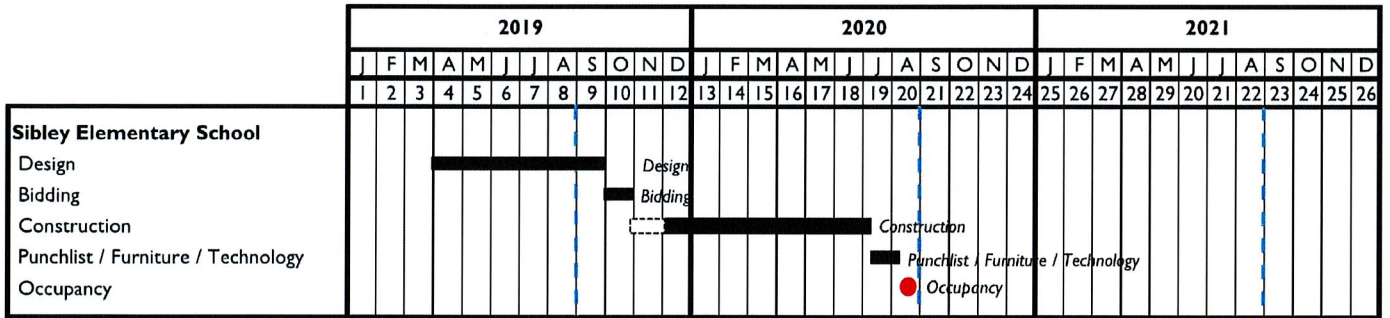 2019 2020 2021
J F M A M J J A S O N D J F M A M J J A S O N D J F M A M J J A S O N D
1 2 3 4 5 6 7 8 9 10 11 12 13 14 15 16 17 18 19 20 21 22 23 24 25 26 27 28 29 20 21 22 23 24 25 26
Sibley Elementary School
Design Design
Bidding Bidding
Construction Construction
Punchlist / Furniture / Technology Punchlist / Furniture / Technology
Occupancy Occupancy